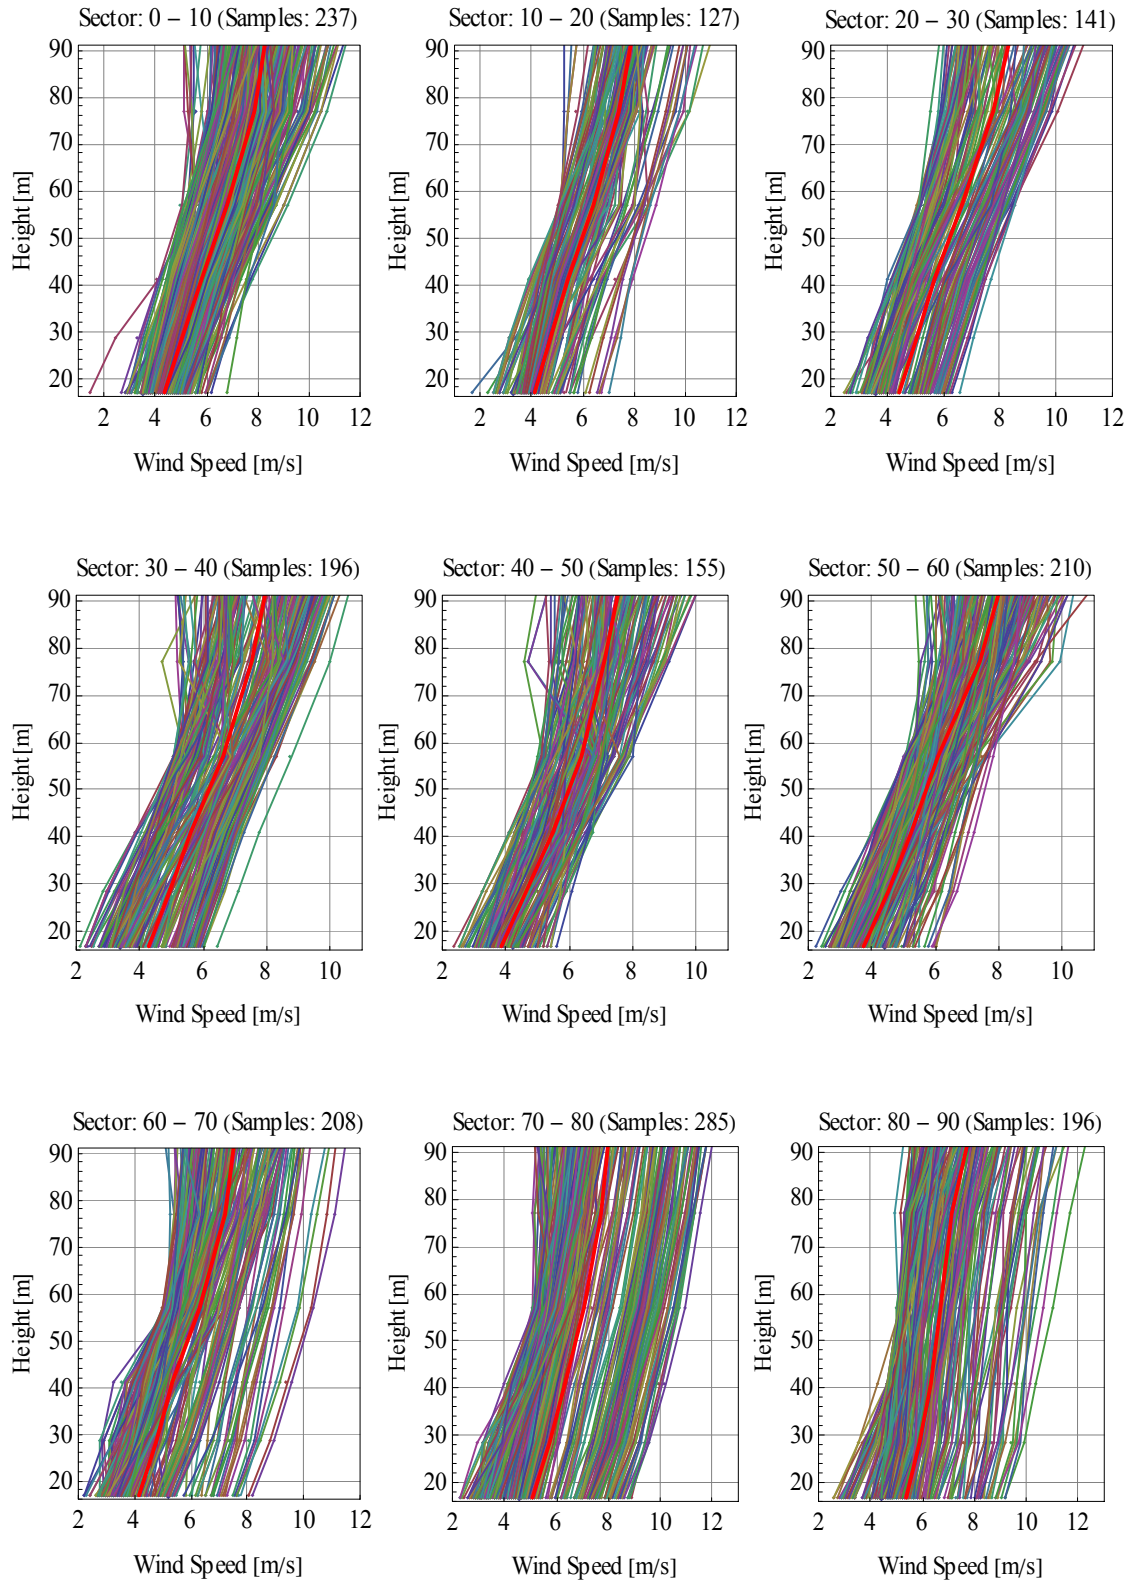 Sector: 0 – 10 (Samples: 237)
90
80
70
60
50
40
30
20
Height [m]
2 4 6 8 10 12
Wind Speed [m/s]
Sector: 10 – 20 (Samples: 127)
90
80
70
60
50
40
30
20
Height [m]
2 4 6 8 10 12
Wind Speed [m/s]
Sector: 20 – 30 (Samples: 141)
90
80
70
60
50
40
30
20
Height [m]
2 4 6 8 10 12
Wind Speed [m/s]
Sector: 30 – 40 (Samples: 196)
90
80
70
60
50
40
30
20
Height [m]
2 4 6 8 10
Wind Speed [m/s]
Sector: 40 – 50 (Samples: 155)
90
80
70
60
50
40
30
20
Height [m]
2 4 6 8 10
Wind Speed [m/s]
Sector: 50 – 60 (Samples: 210)
90
80
70
60
50
40
30
20
Height [m]
2 4 6 8 10
Wind Speed [m/s]
Sector: 60 – 70 (Samples: 208)
90
80
70
60
50
40
30
20
Height [m]
2 4 6 8 10 12
Wind Speed [m/s]
Sector: 70 – 80 (Samples: 285)
90
80
70
60
50
40
30
20
Height [m]
2 4 6 8 10 12
Wind Speed [m/s]
Sector: 80 – 90 (Samples: 196)
90
80
70
60
50
40
30
20
Height [m]
2 4 6 8 10 12
Wind Speed [m/s]